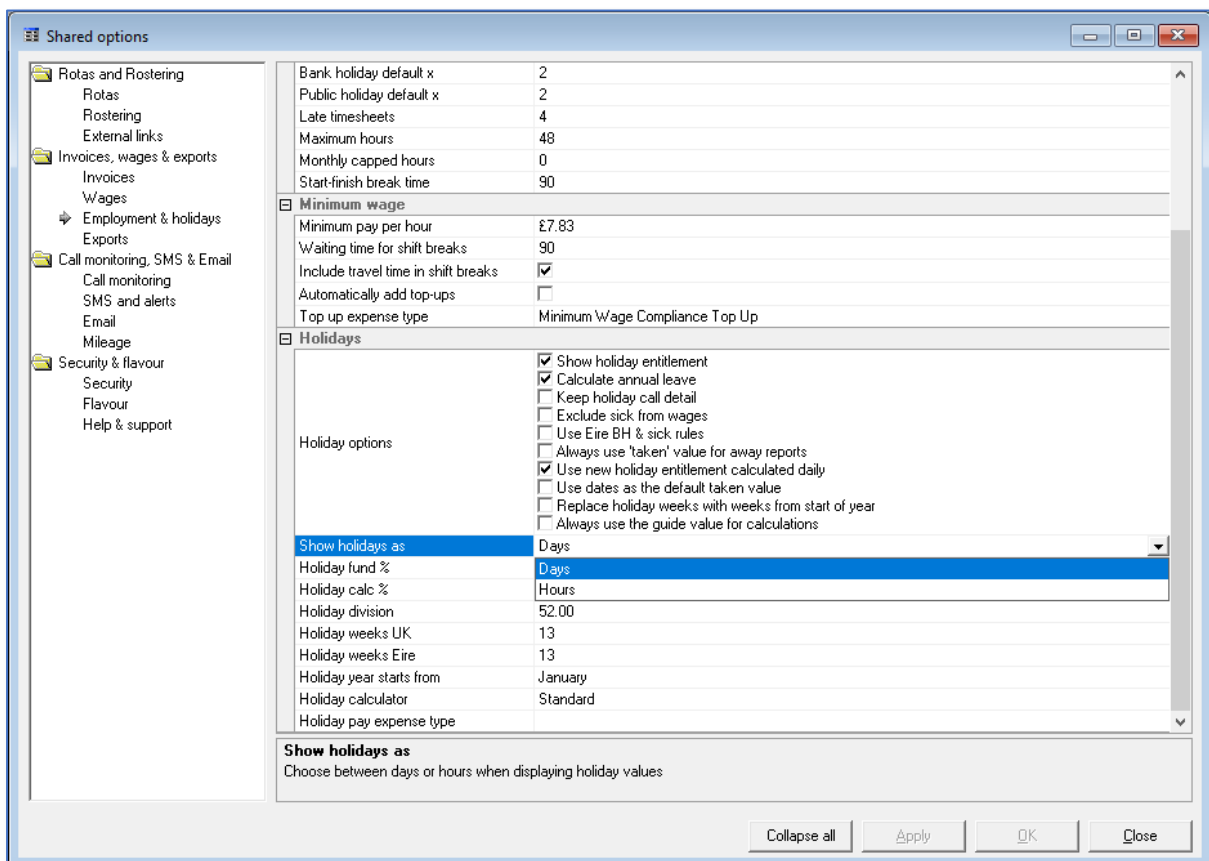 Shared options
Rotas and Rostering
Rotas
Rostering
External links
Invoices, wages & exports
Invoices
Wages
Employment & holidays
Exports
Call monitoring, SMS & Email
Call monitoring
SMS and alerts
Email
Mileage
Security & flavour
Security
Flavour
Help & support
Bank holiday default x 2
Public holiday default x 2
Late timesheets 4
Maximum hours 48
Monthly capped hours 0
Start-finish break time 90
Minimum wage
Minimum pay per hour £7.83
Waiting time for shift breaks 90
Include travel time in shift breaks
Automatically add top-ups
Top up expense type Minimum Wage Compliance Top Up
Holidays
Holiday options
Show holiday entitlement
Calculate annual leave
Keep holiday call detail
Exclude sick from wages
Use Eire BH & sick rules
Always use 'taken' value for away reports
Use new holiday entitlement calculated daily
Use dates as the default taken value
Replace holiday weeks with weeks from start of year
Always use the guide value for calculations
Show holidays as Days
Holiday fund % Days
Holiday calc % Hours
Holiday division 52.00
Holiday weeks UK 13
Holiday weeks Eire 13
Holiday year starts from January
Holiday calculator Standard
Holiday pay expense type
Show holidays as
Choose between days or hours when displaying holiday values
Collapse all Apply OK Close